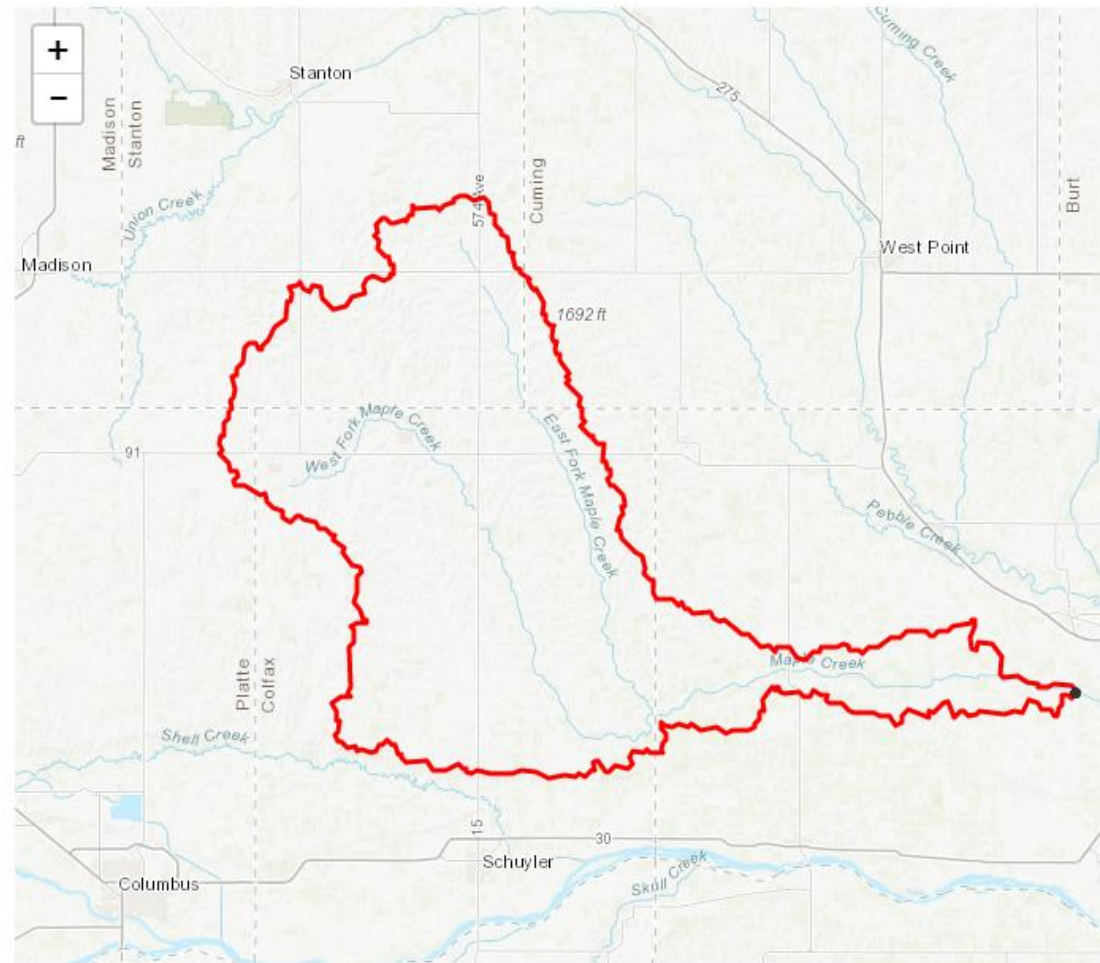 +
−
Stanton
Cuming Creek
275
Madison
Stanton
ft
Cuming
Burt
574 Ave
Union Creek
Madison
West Point
1692 ft
West Fork Maple Creek
East Fork Maple Creek
91
Pebble Creek
Platte
Colfax
Maple Creek
Shell Creek
15
30
Schuyler
Skull Creek
Columbus